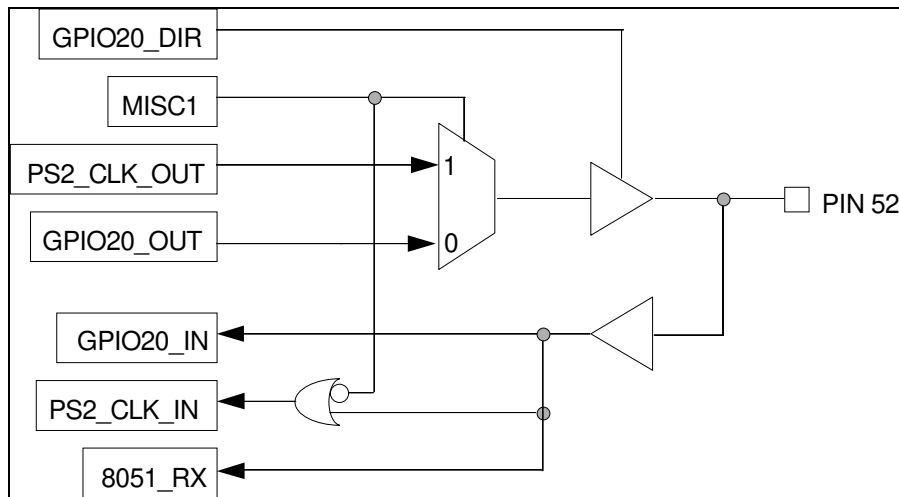 GPIO20_DIR
MISC1
PS2_CLK_OUT
1
PIN 52
GPIO20_OUT
0
GPIO20_IN
PS2_CLK_IN
8051_RX